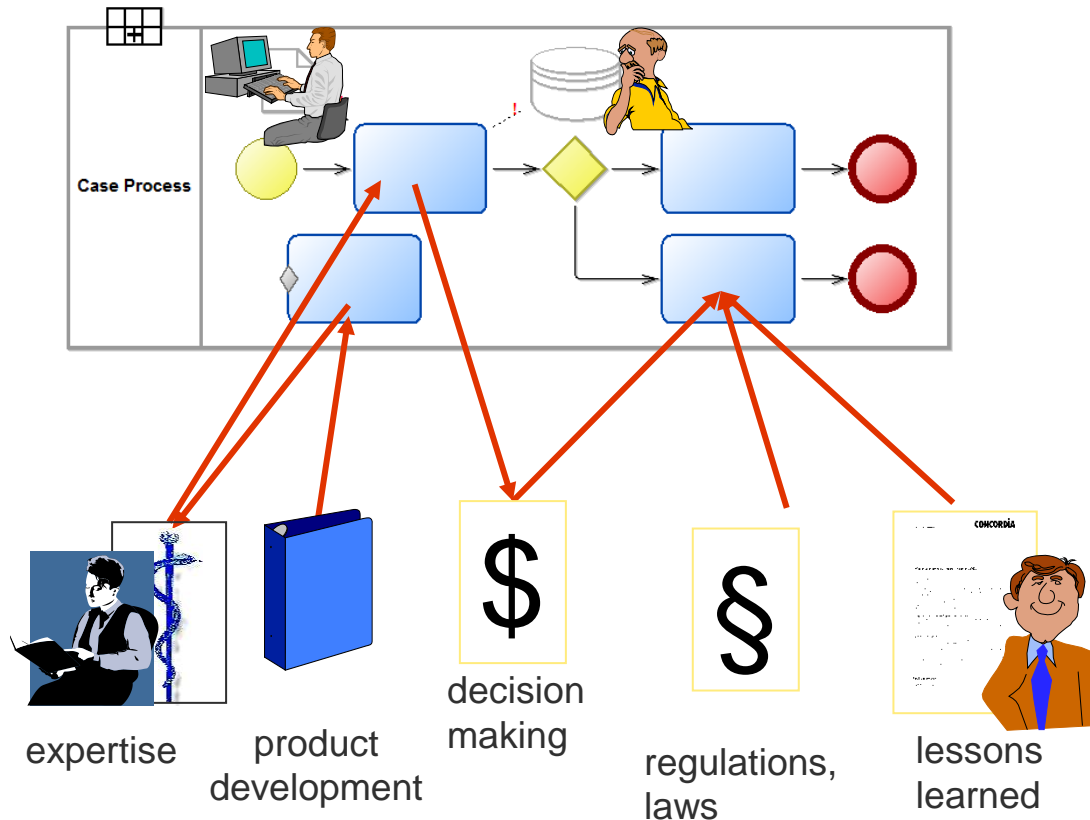 Case Process
!
$
§
CONCORDIA
expertise
product
development
decision
making
regulations,
laws
lessons
learned